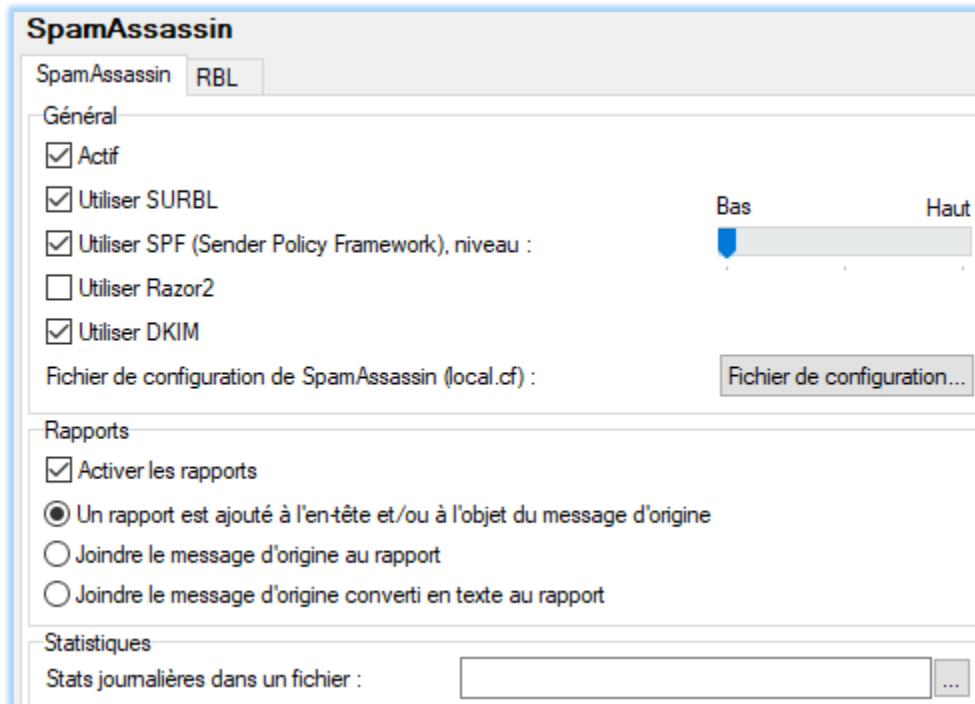 SpamAssassin
SpamAssassin RBL
Général
Actif
Utiliser SURBL
Bas Haut
Utiliser SPF (Sender Policy Framework), niveau :
Utiliser Razor2
Utiliser DKIM
Fichier de configuration de SpamAssassin (local.cf) : Fichier de configuration...
Rapports
Activer les rapports
Un rapport est ajouté à l'en-tête et/ou à l'objet du message d'origine
Joindre le message d'origine au rapport
Joindre le message d'origine converti en texte au rapport
Statistiques
Stats journalières dans un fichier : ...